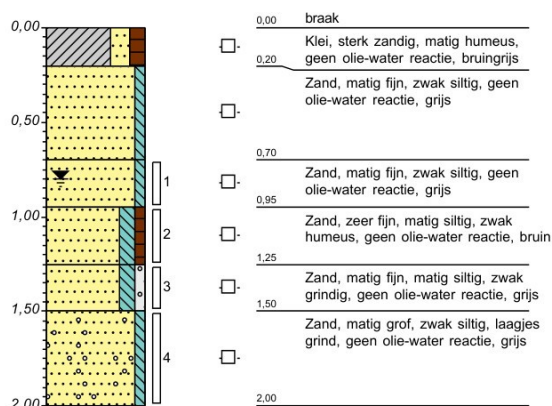 0,00
0,50
1,00
1,50
2,00
1
2
3
4
0,00 braak
Klei, sterk zandig, matig humeus,
geen olie-water reactie, bruingrijs
0,20
Zand, matig fijn, zwak siltig, geen
olie-water reactie, grijs
0,70
Zand, matig fijn, zwak siltig, geen
olie-water reactie, grijs
0,95
Zand, zeer fijn, matig siltig, zwak
humeus, geen olie-water reactie, bruin
1,25
Zand, matig fijn, matig siltig, zwak
grindig, geen olie-water reactie, grijs
1,50
Zand, matig grof, zwak siltig, laagjes
grind, geen olie-water reactie, grijs
2,00